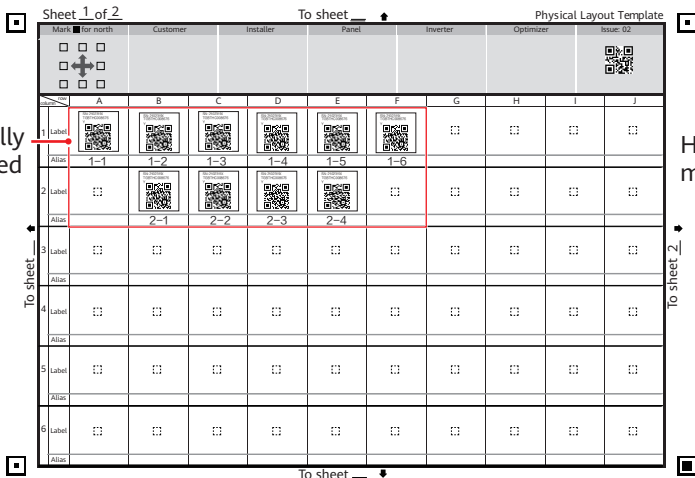 Sheet 1 of 2 To sheet Physical Layout Template
Mark for north Customer Installer Panel Inverter Optimizer Issue: 02
row
column
A B C D E F G H I J
1 Label
Alias 1-1 1-2 1-3 1-4 1-5 1-6
2 Label
Alias 2-1 2-2 2-3 2-4
3 Label
Alias
4 Label
Alias
5 Label
Alias
6 Label
Alias
To sheet
To sheet
To sheet 2
lly
ed
H
m